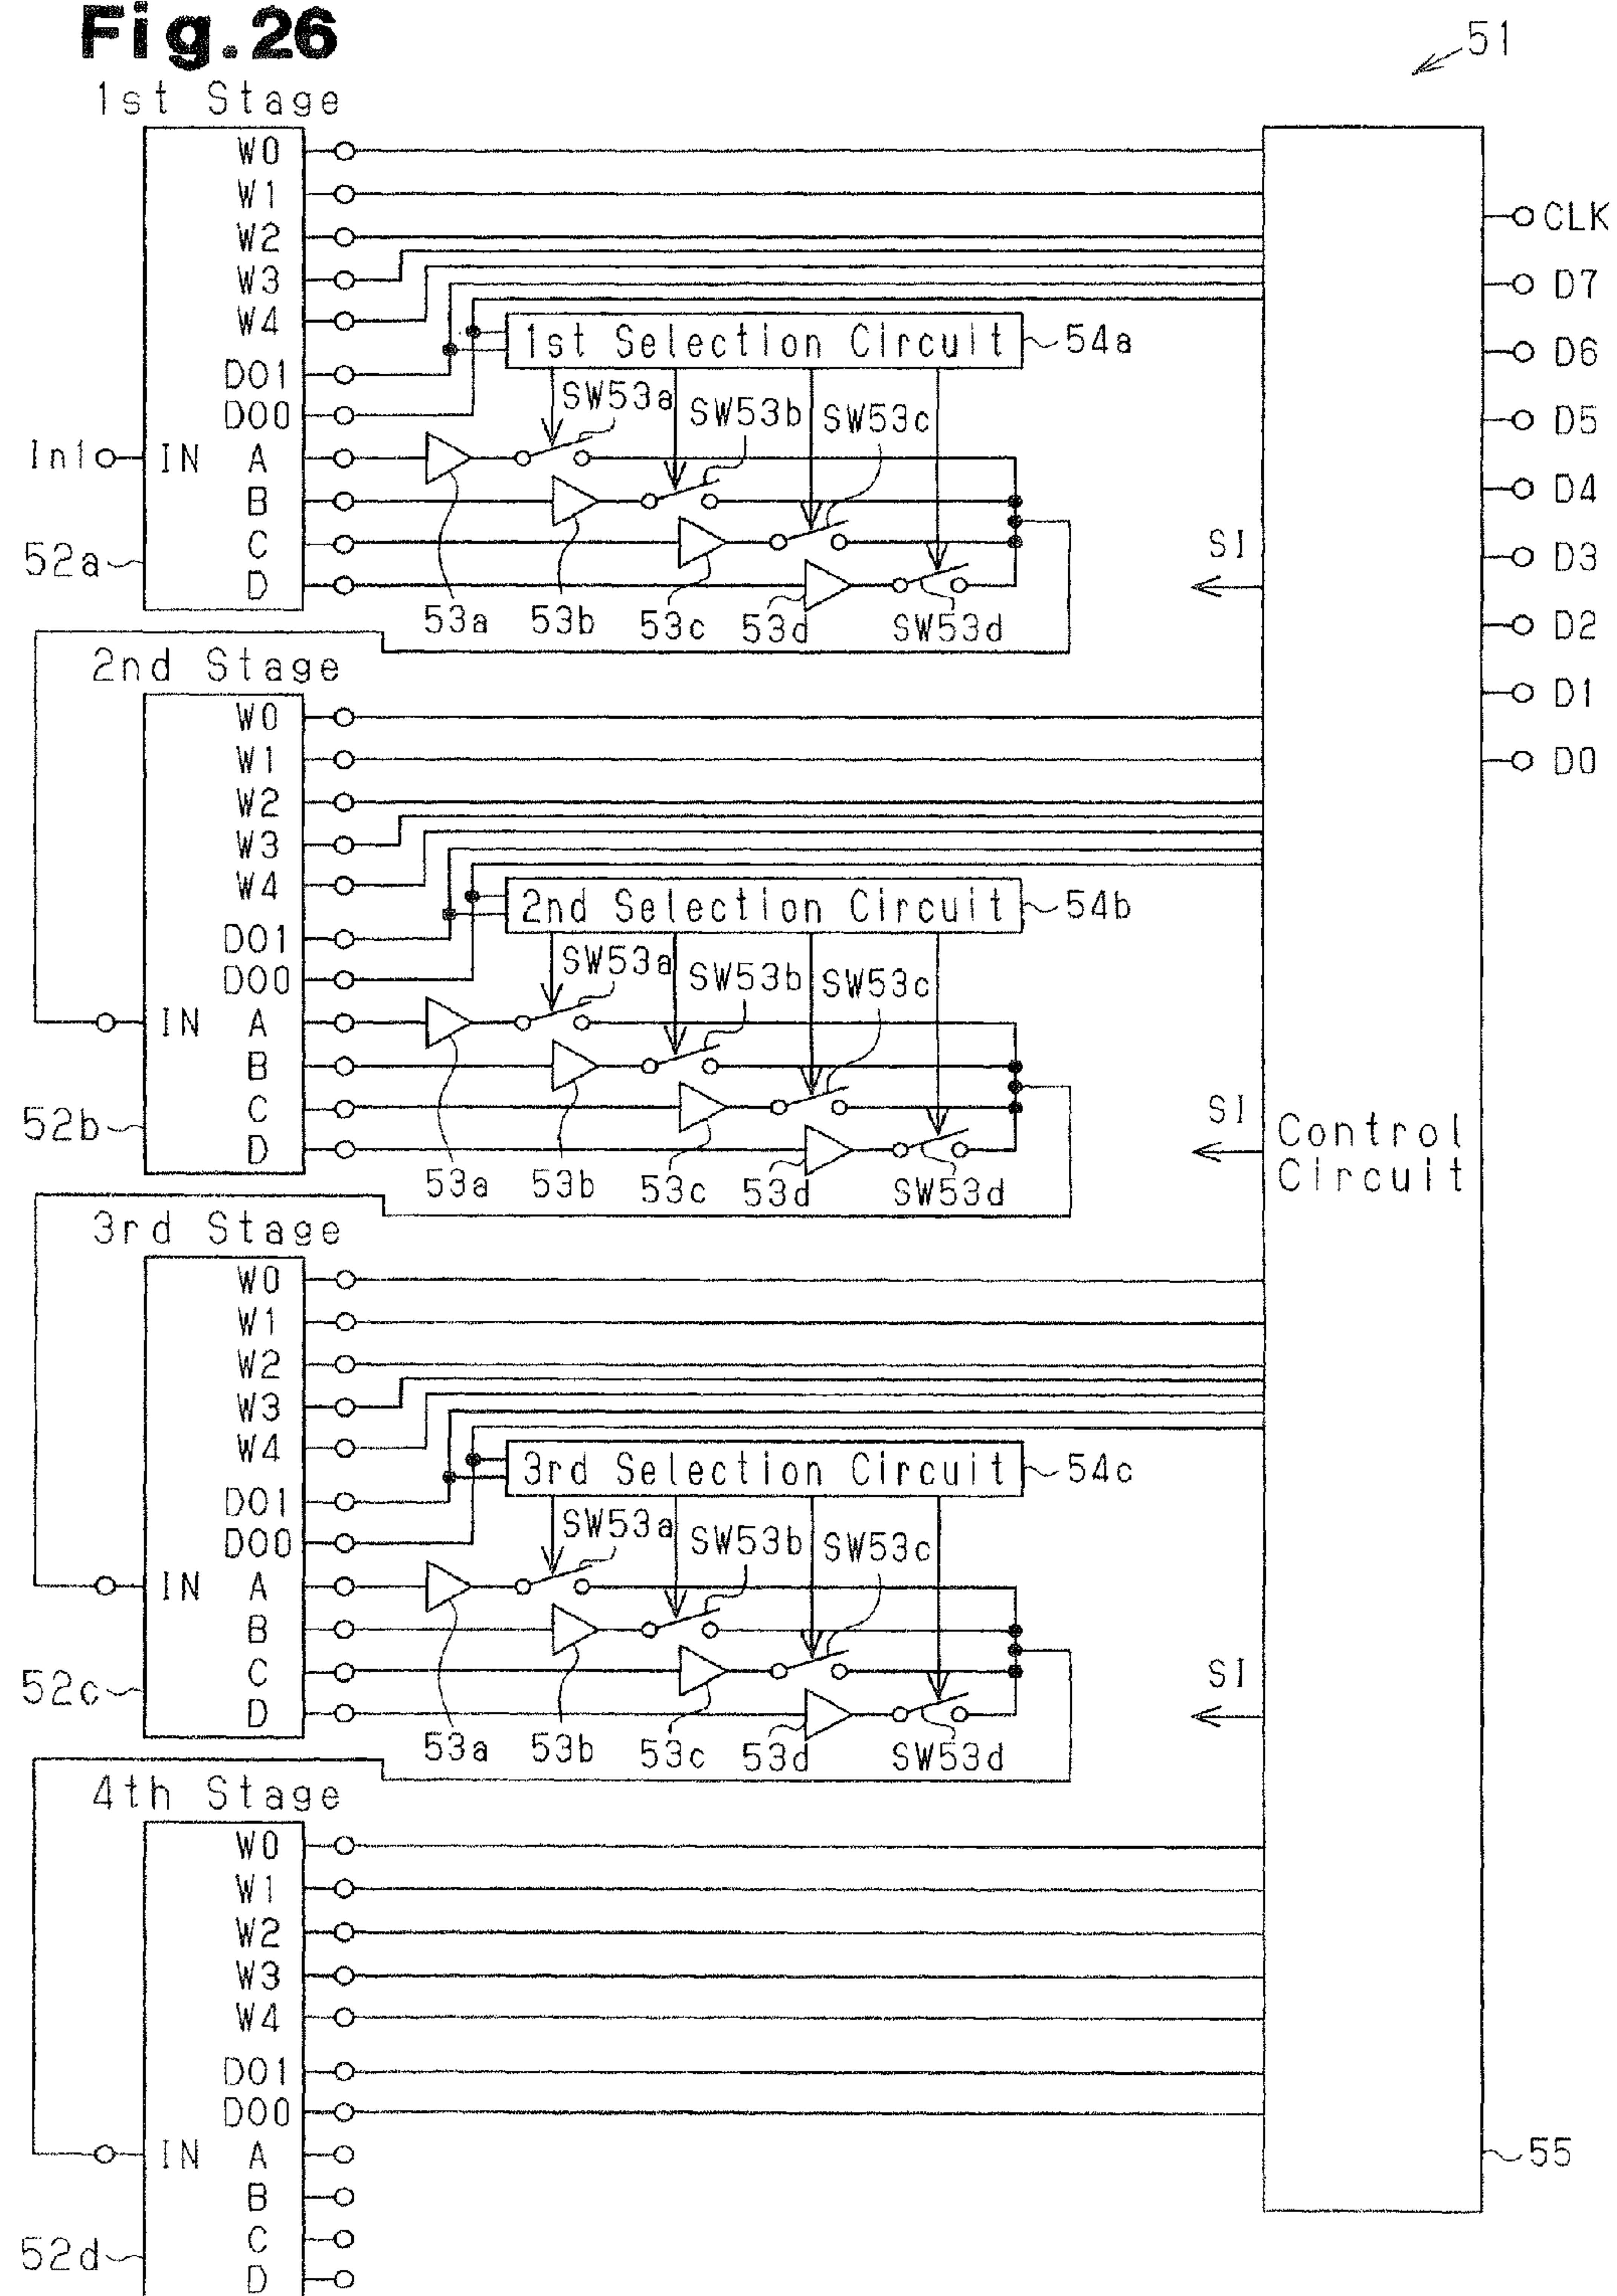 Fig.26
51
1st Stage
W0
W1
W2
W3
W4
DO1
DO0
In1
IN
A
B
C
D
52a
1st Selection Circuit
54a
SW53a
SW53b
SW53c
SW53d
53a
53b
53c
53d
SI
2nd Stage
W0
W1
W2
W3
W4
DO1
DO0
IN
A
B
C
D
52b
2nd Selection Circuit
54b
SW53a
SW53b
SW53c
SW53d
53a
53b
53c
53d
SI
3rd Stage
W0
W1
W2
W3
W4
DO1
DO0
IN
A
B
C
D
52c
3rd Selection Circuit
54c
SW53a
SW53b
SW53c
SW53d
53a
53b
53c
53d
SI
4th Stage
W0
W1
W2
W3
W4
DO1
DO0
IN
A
B
C
D
52d
Control
Circuit
55
CLK
D7
D6
D5
D4
D3
D2
D1
D0